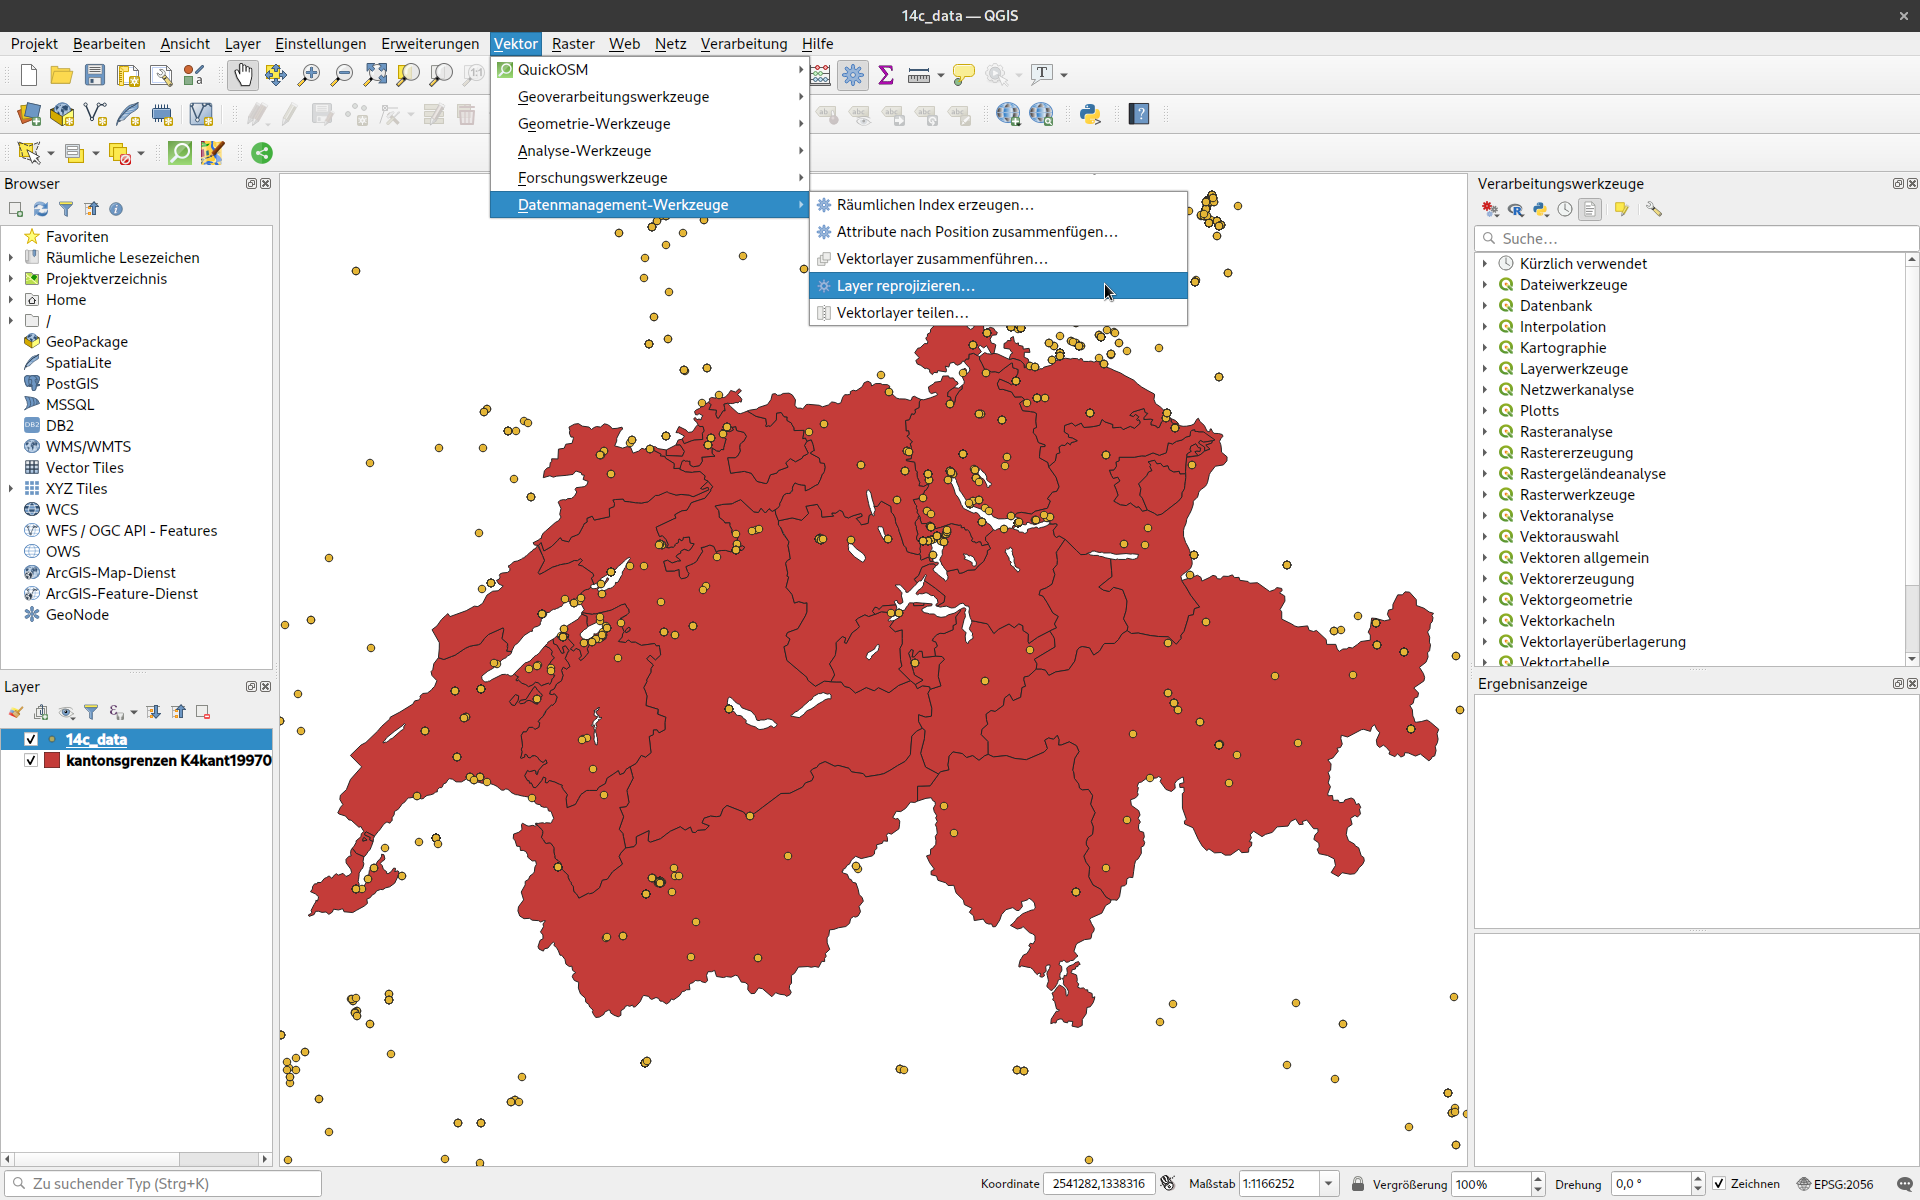 14c_data — QGIS
Projekt Bearbeiten Ansicht Layer Einstellungen Erweiterungen Vektor Raster Web Netz Verarbeitung Hilfe
QuickOSM
Geoverarbeitungswerkzeuge
Geometrie-Werkzeuge
Analyse-Werkzeuge
Forschungswerkzeuge
Datenmanagement-Werkzeuge
Räumlichen Index erzeugen…
Attribute nach Position zusammenfügen…
Vektorlayer zusammenführen…
Layer reprojizieren…
Vektorlayer teilen…
Browser
Favoriten
Räumliche Lesezeichen
Projektverzeichnis
Home
/
GeoPackage
SpatiaLite
PostGIS
MSSQL
DB2
WMS/WMTS
Vector Tiles
XYZ Tiles
WCS
WFS / OGC API - Features
OWS
ArcGIS-Map-Dienst
ArcGIS-Feature-Dienst
GeoNode
Layer
14c_data
kantonsgrenzen K4kant19970
Verarbeitungswerkzeuge
Suche…
Kürzlich verwendet
Dateiwerkzeuge
Datenbank
Interpolation
Kartographie
Layerwerkzeuge
Netzwerkanalyse
Plotts
Rasteranalyse
Rastererzeugung
Rastergeländeanalyse
Rasterwerkzeuge
Vektoranalyse
Vektorauswahl
Vektoren allgemein
Vektorerzeugung
Vektorgeometrie
Vektorkacheln
Vektorlayerüberlagerung
Vektortabelle
Ergebnisanzeige
Zu suchender Typ (Strg+K)
Koordinate 2541282,1338316 Maßstab 1:1166252 Vergrößerung 100% Drehung 0,0 ° Zeichnen EPSG:2056